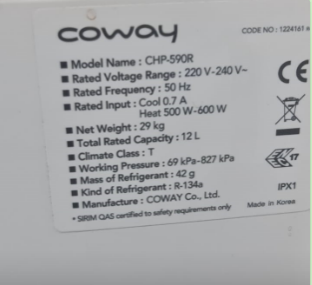 coway
CODE NO : 1224161
■ Model Name : CHP-590R
■ Rated Voltage Range : 220 V-240 V~
■ Rated Frequency : 50 Hz
■ Rated Input : Cool 0.7 A
Heat 500 W-600 W
■ Net Weight : 29 kg
■ Total Rated Capacity : 12 L
■ Climate Class : T
■ Working Pressure : 69 kPa-827 kPa
■ Mass of Refrigerant : 42 g
■ Kind of Refrigerant : R-134a
■ Manufacture : COWAY Co., Ltd.
* SIRIM QAS certified to safety requirements only
CE
17
IPX1
Made in Korea